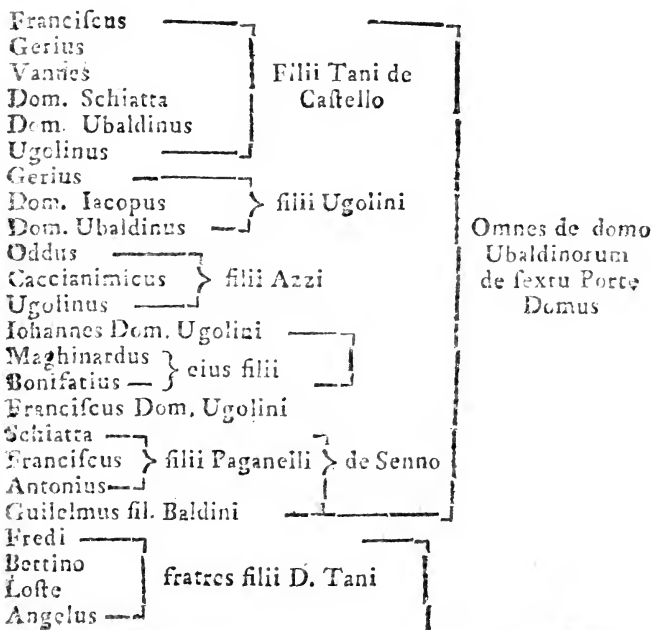 Franciſcus
Gerius
Vannes
Dom. Schiatta
Dom. Ubaldinus
Ugolinus
Filii Tani de
Caſtello
Gerius
Dom. Iacopus
Dom. Ubaldinus
filii Ugolini
Oddus
Caccianimicus
Ugolinus
filii Azzi
Iohannes Dom. Ugolini
Maghinardus
Bonifatius
eius filii
Franciſcus Dom. Ugolini
Schiatta
Franciſcus
Antonius
filii Paganelli
de Senno
Guilelmus fil. Baldini
Omnes de domo
Ubaldinorum
de ſextu Porte
Domus
Fredi
Bettino
Loſte
Angelus
fratres filii D. Tani